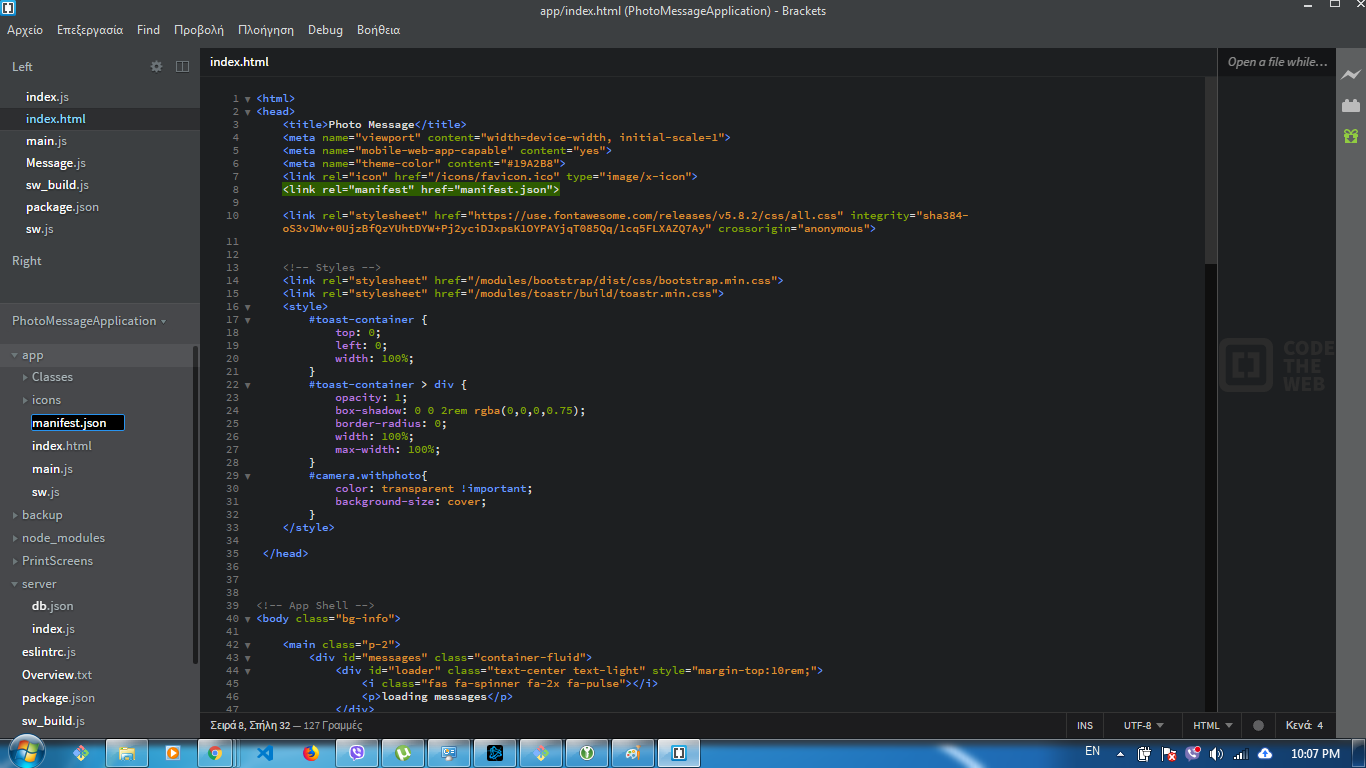 app/index.html (PhotoMessageApplication) - Brackets
Αρχείο Επεξεργασία Find Προβολή Πλοήγηση Debug Βοήθεια
Left
index.js
index.html
main.js
Message.js
sw_build.js
package.json
sw.js
Right
PhotoMessageApplication
app
Classes
icons
manifest.json
index.html
main.js
sw.js
backup
node_modules
PrintScreens
server
db.json
index.js
eslintrc.js
Overview.txt
package.json
sw_build.js
index.html
1 <html>
2 <head>
3 <title>Photo Message</title>
4 <meta name="viewport" content="width=device-width, initial-scale=1">
5 <meta name="mobile-web-app-capable" content="yes">
6 <meta name="theme-color" content="#19A2B8">
7 <link rel="icon" href="/icons/favicon.ico" type="image/x-icon">
8 <link rel="manifest" href="manifest.json">
9
10 <link rel="stylesheet" href="https://use.fontawesome.com/releases/v5.8.2/css/all.css" integrity="sha384-
oS3vJWv+0UjzBfQzYUhtDYW+Pj2yciDJxpsK1OYPAYjqT085Qq/1cq5FLXAZQ7Ay" crossorigin="anonymous">
11
12
13 <!-- Styles -->
14 <link rel="stylesheet" href="/modules/bootstrap/dist/css/bootstrap.min.css">
15 <link rel="stylesheet" href="/modules/toastr/build/toastr.min.css">
16 <style>
17 #toast-container {
18 top: 0;
19 left: 0;
20 width: 100%;
21 }
22 #toast-container > div {
23 opacity: 1;
24 box-shadow: 0 0 2rem rgba(0,0,0,0.75);
25 border-radius: 0;
26 width: 100%;
27 max-width: 100%;
28 }
29 #camera.withphoto{
30 color: transparent !important;
31 background-size: cover;
32 }
33 </style>
34
35 </head>
36
37
38
39 <!-- App Shell -->
40 <body class="bg-info">
41
42 <main class="p-2">
43 <div id="messages" class="container-fluid">
44 <div id="loader" class="text-center text-light" style="margin-top:10rem;">
45 <i class="fas fa-spinner fa-2x fa-pulse"></i>
46 <p>loading messages</p>
47 </div>
Open a file while…
CODE
THE
WEB
Σειρά 8, Στήλη 32 — 127 Γραμμές
INS UTF-8 HTML Κενά: 4
EN 10:07 PM